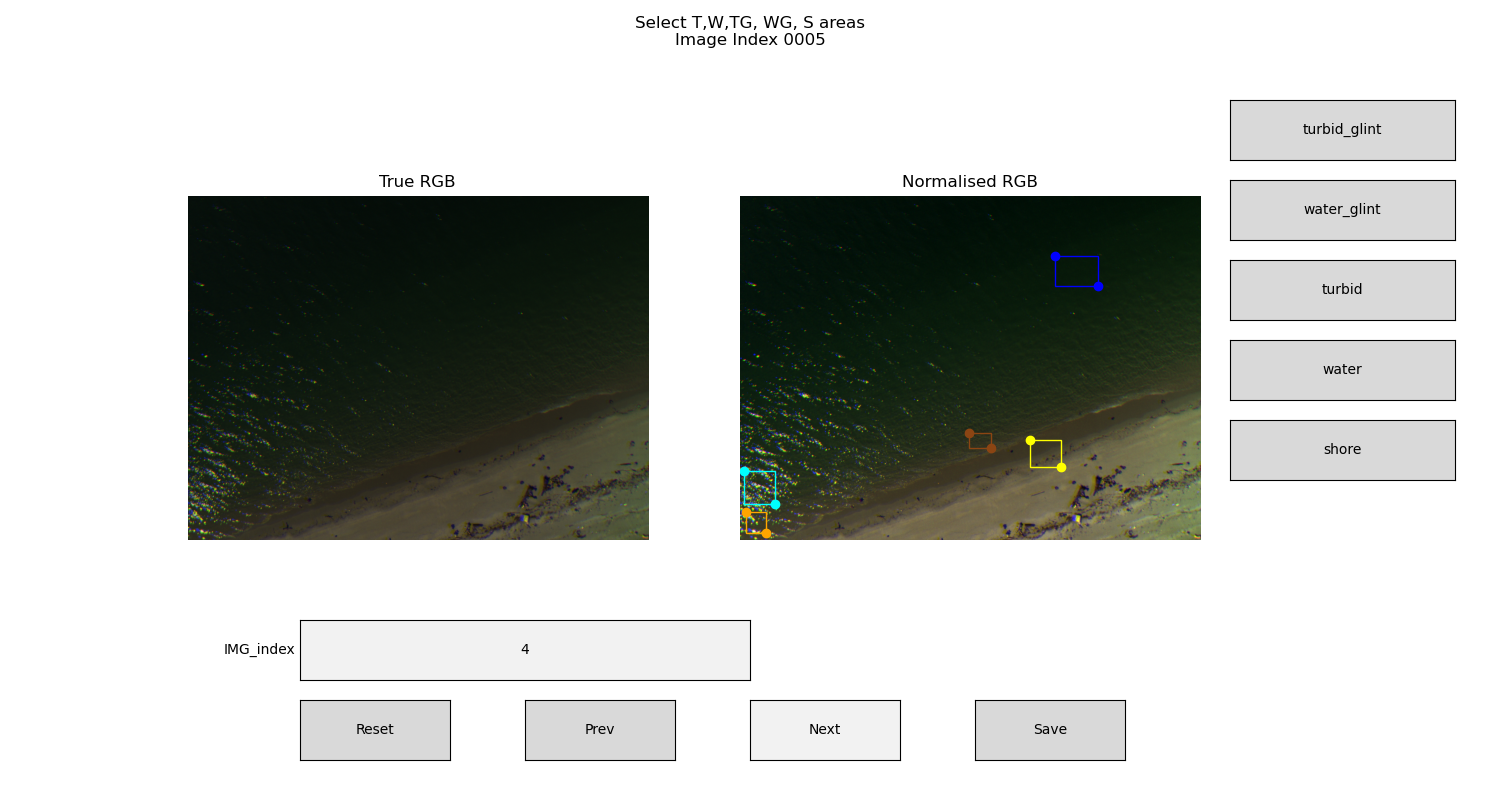 Select T,W,TG, WG, S areas
Image Index 0005
True RGB
Normalised RGB
turbid_glint
water_glint
turbid
water
shore
IMG_index
4
Reset
Prev
Next
Save